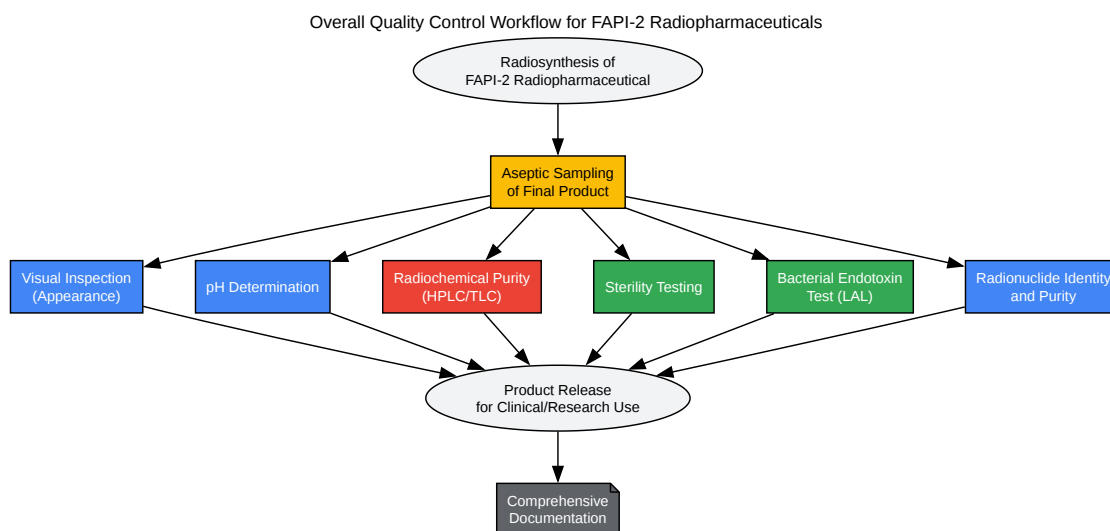 Overall Quality Control Workflow for FAPI-2 Radiopharmaceuticals
Radiosynthesis of
FAPI-2 Radiopharmaceutical
Aseptic Sampling
of Final Product
Visual Inspection
(Appearance)
pH Determination
Radiochemical Purity
(HPLC/TLC)
Sterility Testing
Bacterial Endotoxin
Test (LAL)
Radionuclide Identity
and Purity
Product Release
for Clinical/Research Use
Comprehensive
Documentation